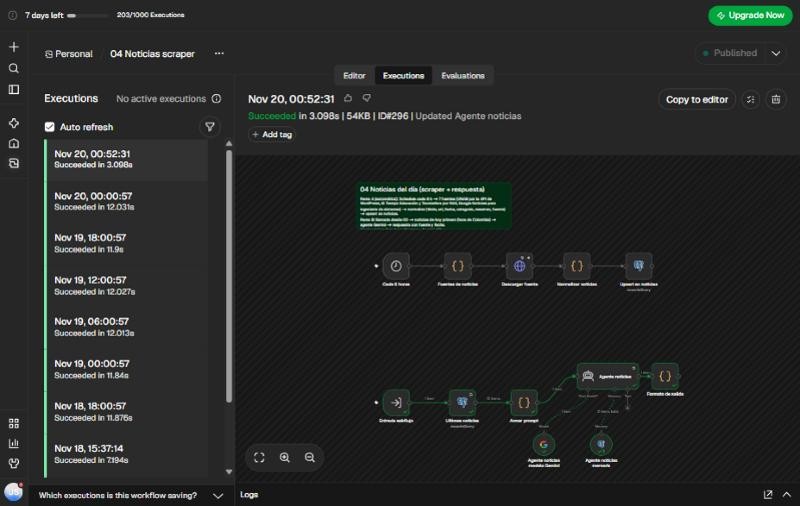 7 days left
203/1000 Executions
Upgrade Now
Personal / 04 Noticias scraper
Published
Editor
Executions
Evaluations
Executions
No active executions
Auto refresh
Nov 20, 00:52:31
Succeeded in 3.098s
Nov 20, 00:00:57
Succeeded in 12.031s
Nov 19, 18:00:57
Succeeded in 11.9s
Nov 19, 12:00:57
Succeeded in 12.027s
Nov 19, 06:00:57
Succeeded in 12.013s
Nov 19, 00:00:57
Succeeded in 11.84s
Nov 18, 18:00:57
Succeeded in 11.876s
Nov 18, 15:37:14
Succeeded in 7.194s
Which executions is this workflow saving?
JS
Nov 20, 00:52:31
Succeeded in 3.098s | 54KB | ID#296 | Updated Agente noticias
+ Add tag
Copy to editor
04 Noticias del día (scraper + respuesta)
Cada 6 horas
Fuentes de noticias
Descargar fuente
Normalizar noticias
Upsert en noticias
Entrada subflujo
Ultimas noticias
Armar prompt
Agente noticias
Formato de salida
1 item
1 item
1 item
Agente noticias
modelo Gemini
Agente noticias
memoria
Logs